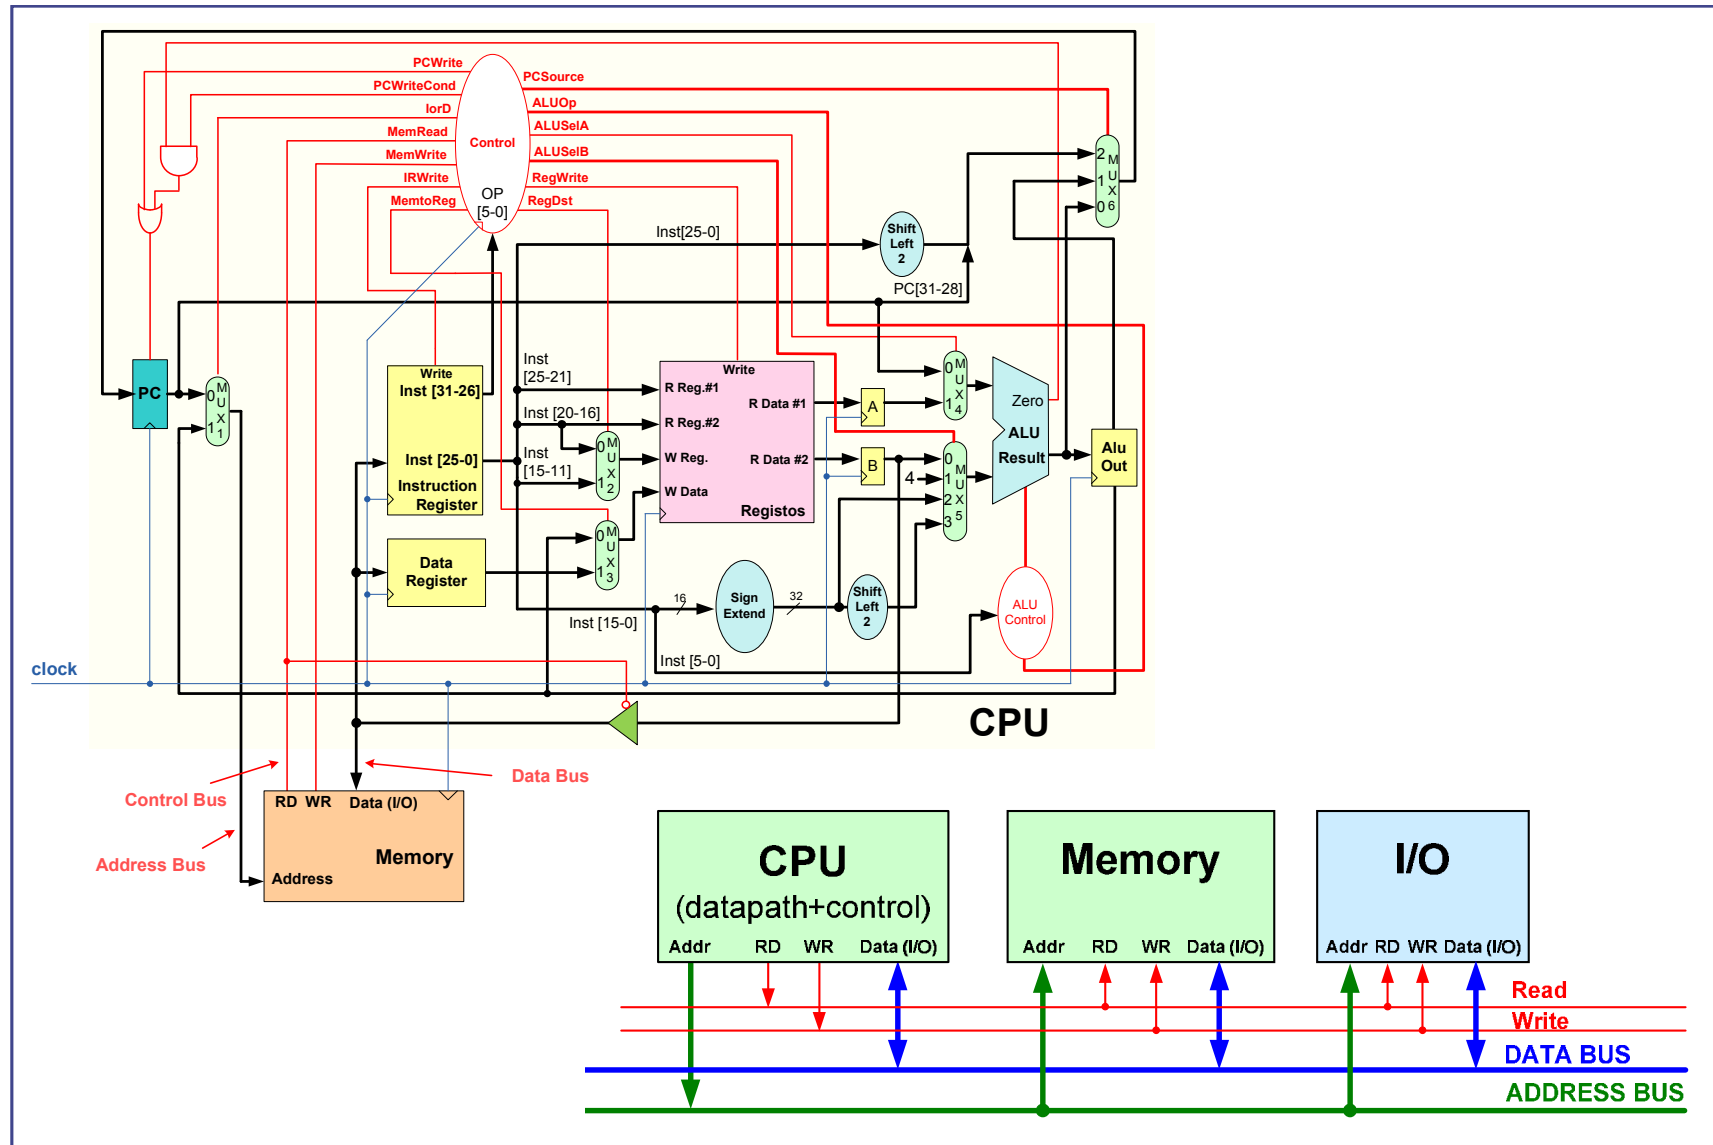 PCWrite
PCWriteCond
IorD
MemRead
MemWrite
IRWrite
MemtoReg
Control
OP
[5-0]
PCSource
ALUOp
ALUSelA
ALUSelB
RegWrite
RegDst
2
1
0
M
U
X
6
Inst[25-0]
Shift
Left
2
PC[31-28]
PC
0
1
M
U
X
1
Write
Inst [31-26]
Inst [25-0]
Instruction
Register
Data
Register
Inst
[25-21]
Inst [20-16]
Inst
[15-11]
0
1
M
U
X
2
0
1
M
U
X
3
Write
R Reg.#1
R Reg.#2
W Reg.
W Data
R Data #1
R Data #2
Registos
A
B
4
0
1
M
U
X
4
0
1
2
3
M
U
X
5
Zero
ALU
Result
Alu
Out
Inst [15-0]
16
Sign
Extend
32
Shift
Left
2
ALU
Control
Inst [5-0]
clock
CPU
Control Bus
Data Bus
Address Bus
RD WR Data (I/O)
Memory
Address
CPU
(datapath+control)
Addr RD WR Data (I/O)
Memory
Addr RD WR Data (I/O)
I/O
Addr RD WR Data (I/O)
Read
Write
DATA BUS
ADDRESS BUS